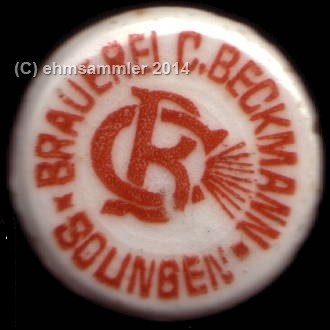 (C) ehmsammler 2014
BRAUEREI C. BECKMANN
* SOLINGEN *